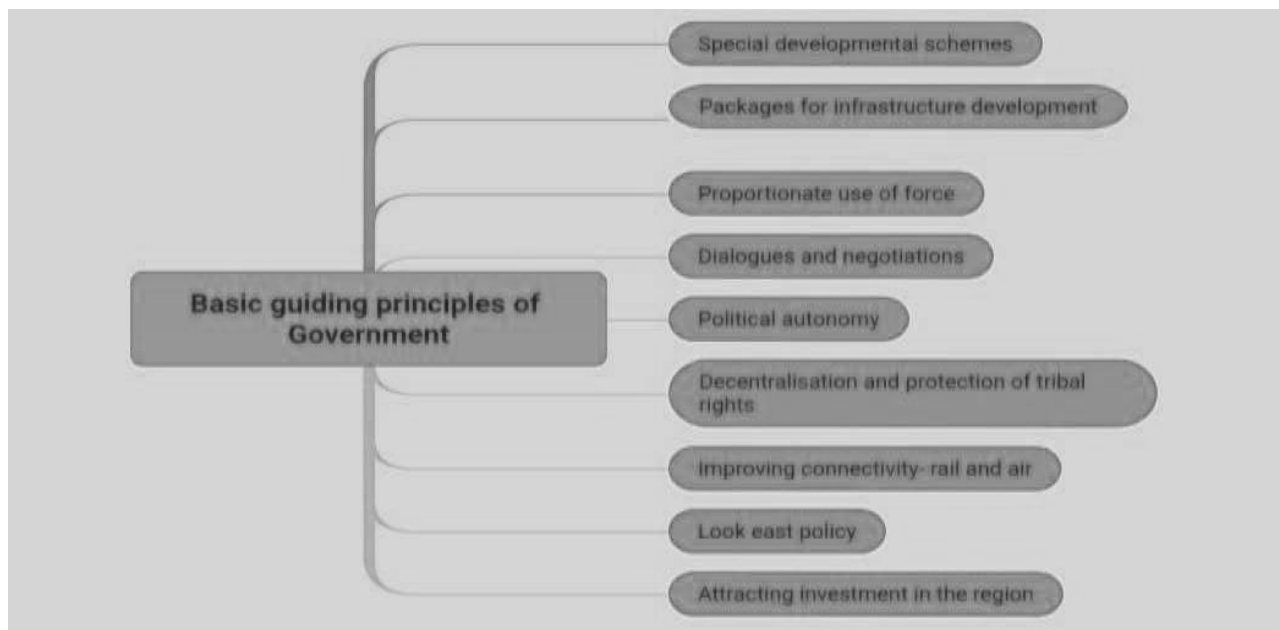 Special developmental schemes
Packages for infrastructure development
Proportionate use of force
Dialogues and negotiations
Basic guiding principles of
Government
Political autonomy
Decentralisation and protection of tribal
rights
Improving connectivity- rail and air
Look east policy
Attracting investment in the region